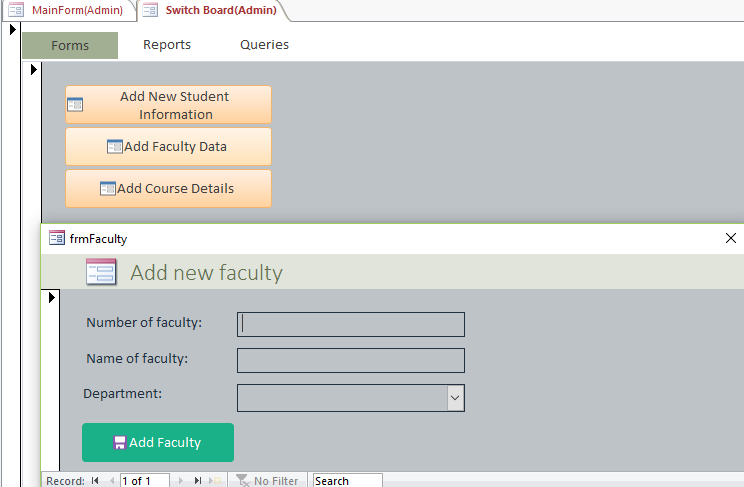 MainForm(Admin) Switch Board(Admin)
Forms Reports Queries
Add New Student
Information
Add Faculty Data
Add Course Details
frmFaculty
Add new faculty
Number of faculty:
Name of faculty:
Department:
Add Faculty
Record: 1 of 1 No Filter Search